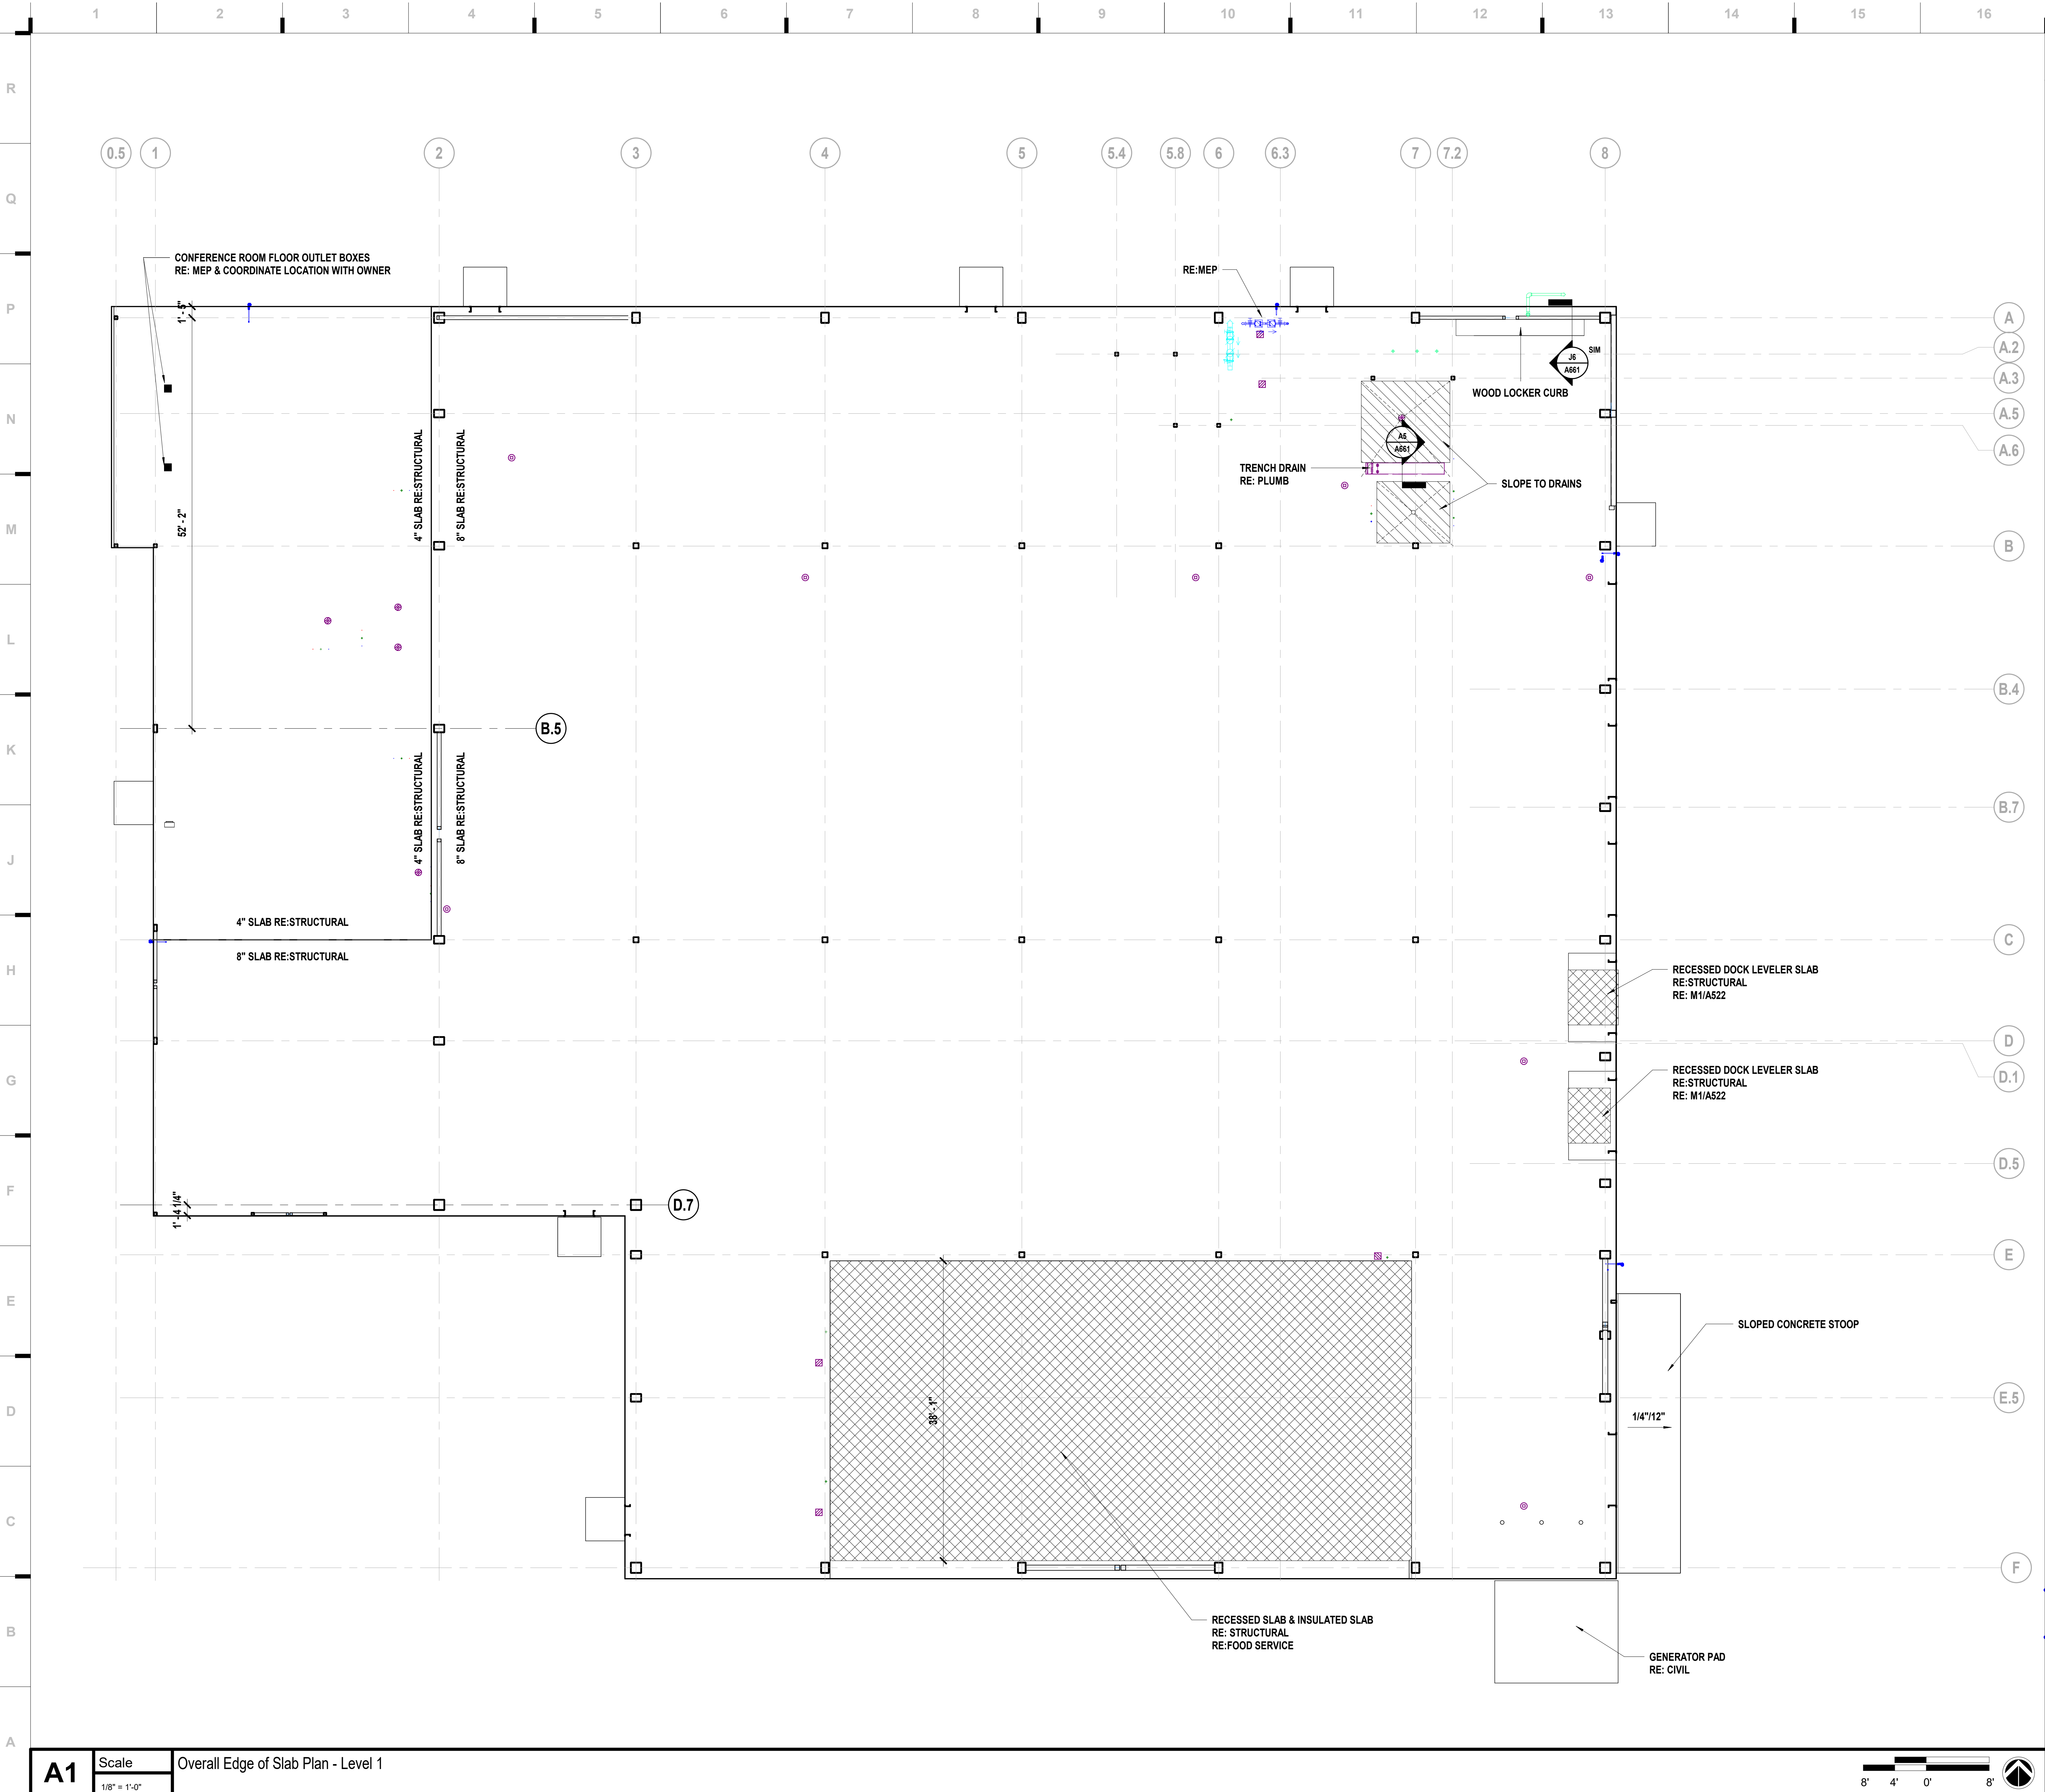 1 2 3 4 5 6 7 8 9 10 11 12 13 14 15 16
R
Q
P
N
M
L
K
J
H
G
F
E
D
C
B
A
0.5 1 2 3 4 5 5.4 5.8 6 6.3 7 7.2 8
CONFERENCE ROOM FLOOR OUTLET BOXES
RE: MEP & COORDINATE LOCATION WITH OWNER
RE:MEP
1' - 5"
A
A.2
A.3
A.5
A.6
B
B.4
B.7
C
D
D.1
D.5
E
E.5
F
J6
A661
SIM
WOOD LOCKER CURB
A6
A661
TRENCH DRAIN
RE: PLUMB
SLOPE TO DRAINS
4" SLAB RE:STRUCTURAL
8" SLAB RE:STRUCTURAL
52' - 2"
B.5
4" SLAB RE:STRUCTURAL
8" SLAB RE:STRUCTURAL
4" SLAB RE:STRUCTURAL
8" SLAB RE:STRUCTURAL
RECESSED DOCK LEVELER SLAB
RE:STRUCTURAL
RE: M1/A522
RECESSED DOCK LEVELER SLAB
RE:STRUCTURAL
RE: M1/A522
1' - 4 1/4"
D.7
SLOPED CONCRETE STOOP
38' - 1"
1/4"/12"
RECESSED SLAB & INSULATED SLAB
RE: STRUCTURAL
RE:FOOD SERVICE
GENERATOR PAD
RE: CIVIL
A1
Scale
1/8" = 1'-0"
Overall Edge of Slab Plan - Level 1
8' 4' 0' 8'